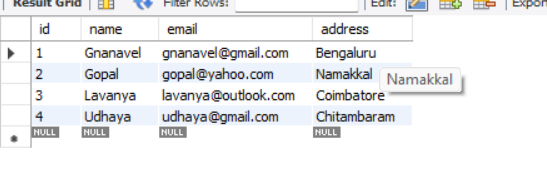 Result Grid Filter Rows: Edit: Export
id name email address
1 Gnanavel gnanavel@gmail.com Bengaluru
2 Gopal gopal@yahoo.com Namakkal Namakkal
3 Lavanya lavanya@outlook.com Coimbatore
4 Udhaya udhaya@gmail.com Chitambaram
NULL NULL NULL NULL